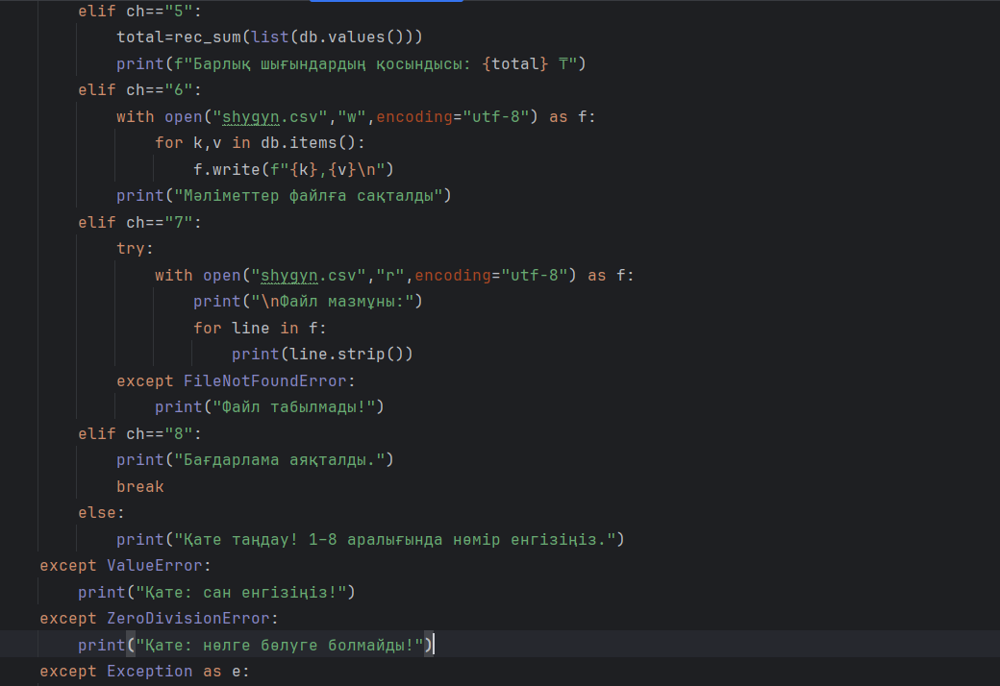 elif ch=="5":
total=rec_sum(list(db.values()))
print(f"Барлық шығындардың қосындысы: {total} ₸")
elif ch=="6":
with open("shygyn.csv","w",encoding="utf-8") as f:
for k,v in db.items():
f.write(f"{k},{v}\n")
print("Мәліметтер файлға сақталды")
elif ch=="7":
try:
with open("shygyn.csv","r",encoding="utf-8") as f:
print("\nФайл мазмұны:")
for line in f:
print(line.strip())
except FileNotFoundError:
print("Файл табылмады!")
elif ch=="8":
print("Бағдарлама аяқталды.")
break
else:
print("Қате таңдау! 1-8 аралығында нөмір енгізіңіз.")
except ValueError:
print("Қате: сан енгізіңіз!")
except ZeroDivisionError:
print("Қате: нөлге бөлуге болмайды!")
except Exception as e: